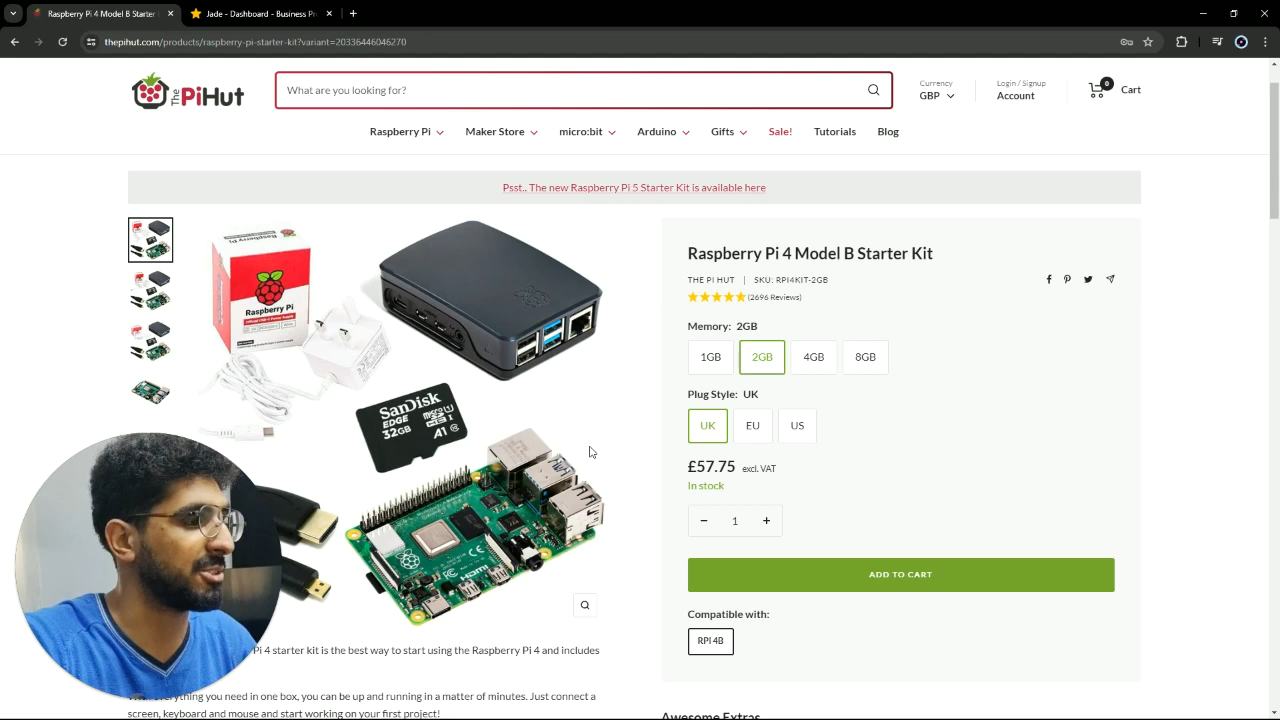 Raspberry Pi 4 Model B Starter
Jade - Dashboard - Business Pr
thepihut.com/products/raspberry-pi-starter-kit?variant=20336446046270
The PiHut
What are you looking for?
Currency
GBP
Login / Signup
Account
0
Cart
Raspberry Pi
Maker Store
micro:bit
Arduino
Gifts
Sale!
Tutorials
Blog
Psst.. The new Raspberry Pi 5 Starter Kit is available here
Raspberry Pi
SanDisk
EDGE
32GB
micro
A1
HDMI
Raspberry Pi 4 Model B Starter Kit
THE PI HUT | SKU: RPI4KIT-2GB
(2696 Reviews)
Memory: 2GB
1GB
2GB
4GB
8GB
Plug Style: UK
UK
EU
US
£57.75 excl. VAT
In stock
1
ADD TO CART
Compatible with:
RPI 4B
Pi 4 starter kit is the best way to start using the Raspberry Pi 4 and includes
everything you need in one box, you can be up and running in a matter of minutes. Just connect a
screen, keyboard and mouse and start working on your first project!
Awesome Extras